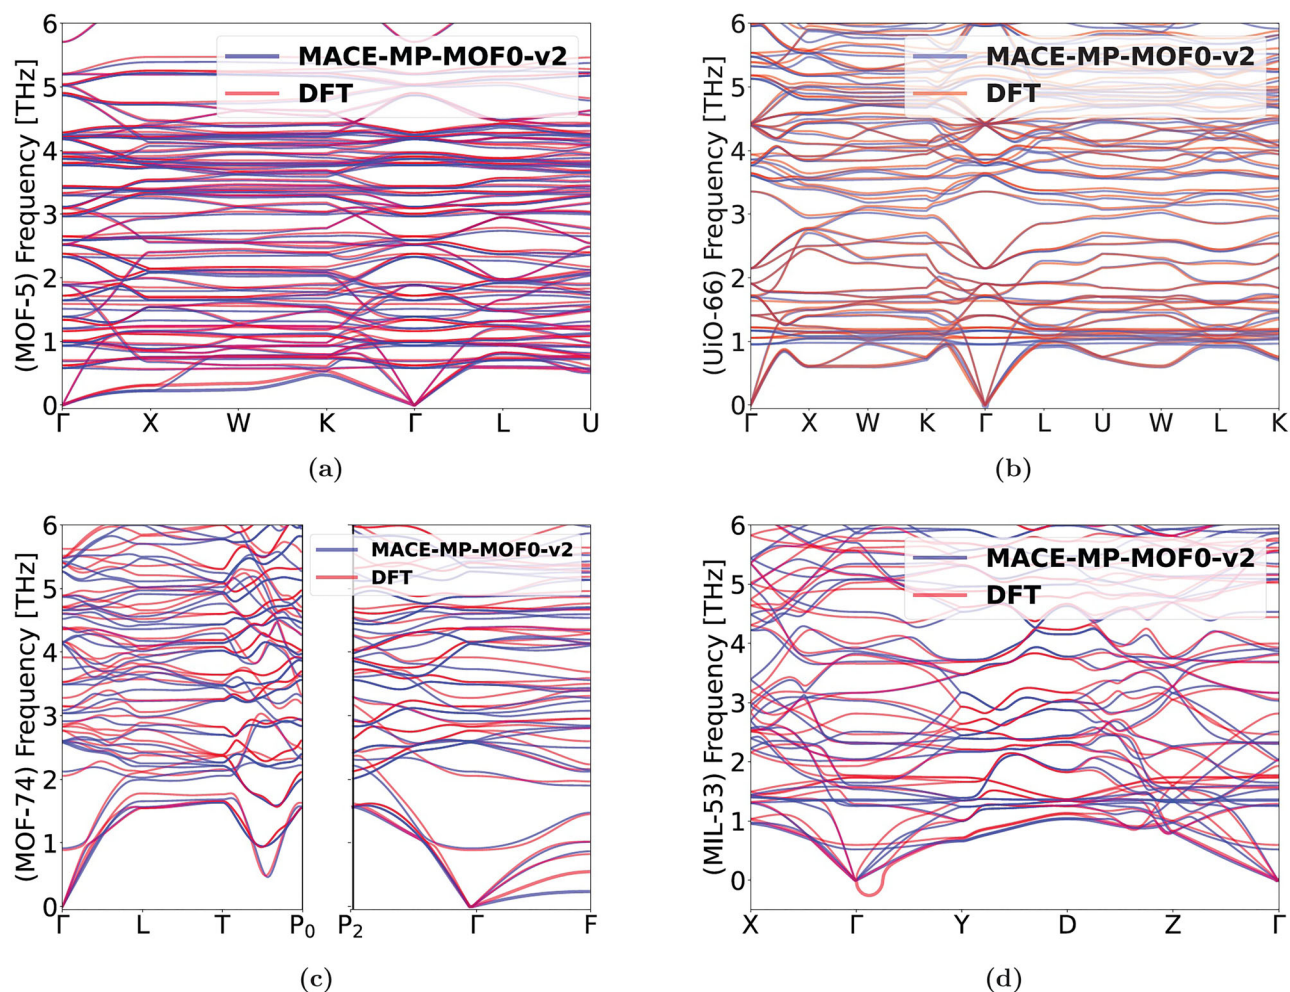 (MOF-5) Frequency [THz]
6
5
4
3
2
1
0
MACE-MP-MOF0-v2
DFT
Γ X W K Γ L U
(a)
(UiO-66) Frequency [THz]
6
5
4
3
2
1
0
MACE-MP-MOF0-v2
DFT
Γ X W K Γ L U W L K
(b)
(MOF-74) Frequency [THz]
6
5
4
3
2
1
0
MACE-MP-MOF0-v2
DFT
Γ L T P₀ P₂ Γ F
(c)
(MIL-53) Frequency [THz]
6
5
4
3
2
1
0
MACE-MP-MOF0-v2
DFT
X Γ Y D Z Γ
(d)